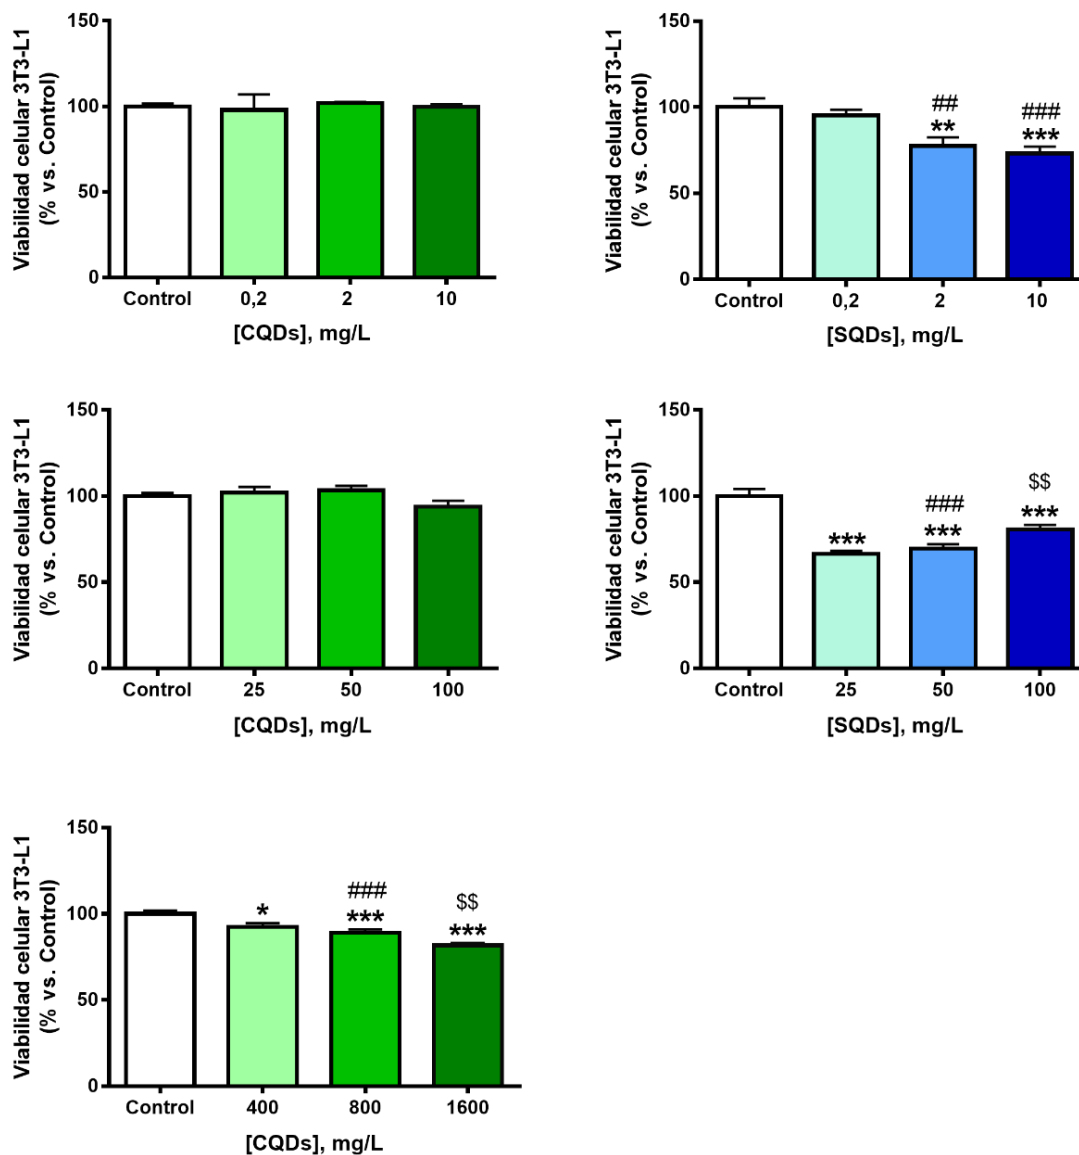 Viabilidad celular 3T3-L1
(% vs. Control)
150
100
50
0
Control 0,2 2 10
[CQDs], mg/L
Viabilidad celular 3T3-L1
(% vs. Control)
150
100
50
0
## ###
** ***
Control 0,2 2 10
[SQDs], mg/L
Viabilidad celular 3T3-L1
(% vs. Control)
150
100
50
0
Control 25 50 100
[CQDs], mg/L
Viabilidad celular 3T3-L1
(% vs. Control)
150
100
50
0
### $$
*** *** ***
Control 25 50 100
[SQDs], mg/L
Viabilidad celular 3T3-L1
(% vs. Control)
150
100
50
0
### $$
* *** ***
Control 400 800 1600
[CQDs], mg/L